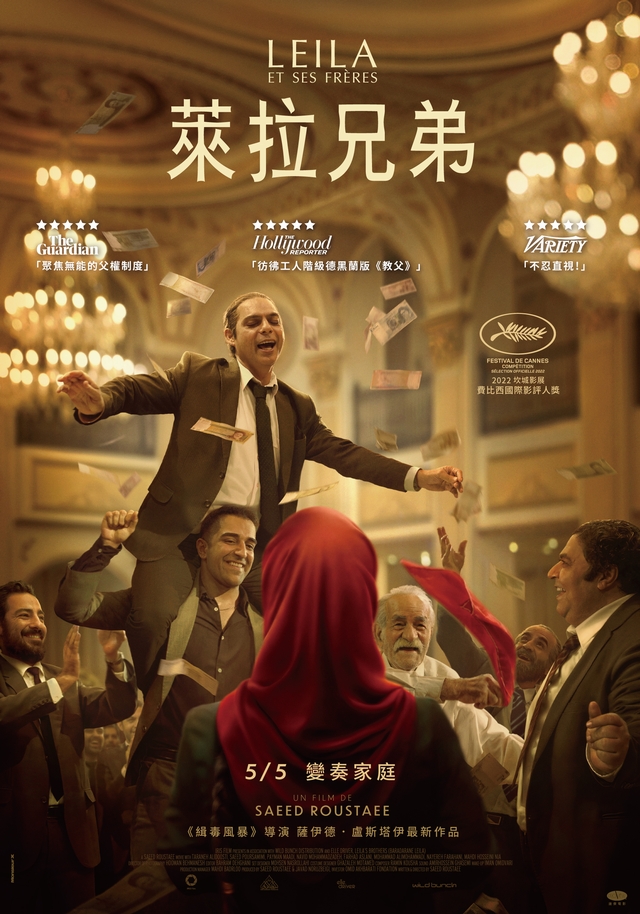 LEILA
ET SES FRÈRES
萊拉兄弟
★★★★★
The Guardian
「聚焦無能的父權制度」
★★★★★
THE Hollywood REPORTER
「彷彿工人階級德黑蘭版《教父》」
★★★★★
VARIETY
「不忍直視!」
FESTIVAL DE CANNES
COMPÉTITION
SÉLECTION OFFICIELLE 2022
2022 坎城影展
費比西國際影評人獎
5/5 變奏家庭
UN FILM DE
SAEED ROUSTAEE
《緝毒風暴》導演 薩伊德·盧斯塔伊最新作品
wild bunch